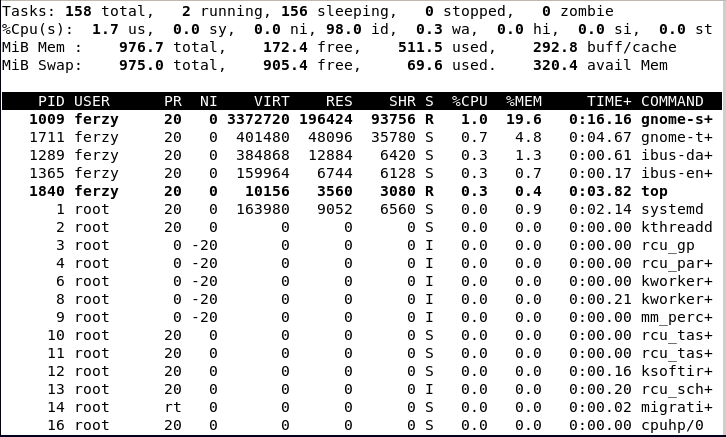 Tasks: 158 total,   2 running, 156 sleeping,   0 stopped,   0 zombie
%Cpu(s):  1.7 us,  0.0 sy,  0.0 ni, 98.0 id,  0.3 wa,  0.0 hi,  0.0 si,  0.0 st
MiB Mem :    976.7 total,    172.4 free,    511.5 used,    292.8 buff/cache
MiB Swap:    975.0 total,    905.4 free,     69.6 used.    320.4 avail Mem
PID USER      PR  NI    VIRT    RES    SHR S  %CPU  %MEM     TIME+ COMMAND
1009 ferzy     20   0 3372720 196424  93756 R   1.0  19.6   0:16.16 gnome-s+
1711 ferzy     20   0  401480  48096  35780 S   0.7   4.8   0:04.67 gnome-t+
1289 ferzy     20   0  384868  12884   6420 S   0.3   1.3   0:00.61 ibus-da+
1365 ferzy     20   0  159964   6744   6128 S   0.3   0.7   0:00.17 ibus-en+
1840 ferzy     20   0   10156   3560   3080 R   0.3   0.4   0:03.82 top
1 root      20   0  163980   9052   6560 S   0.0   0.9   0:02.14 systemd
2 root      20   0       0      0      0 S   0.0   0.0   0:00.00 kthreadd
3 root       0 -20       0      0      0 I   0.0   0.0   0:00.00 rcu_gp
4 root       0 -20       0      0      0 I   0.0   0.0   0:00.00 rcu_par+
6 root       0 -20       0      0      0 I   0.0   0.0   0:00.00 kworker+
8 root       0 -20       0      0      0 I   0.0   0.0   0:00.21 kworker+
9 root       0 -20       0      0      0 I   0.0   0.0   0:00.00 mm_perc+
10 root      20   0       0      0      0 S   0.0   0.0   0:00.00 rcu_tas+
11 root      20   0       0      0      0 S   0.0   0.0   0:00.00 rcu_tas+
12 root      20   0       0      0      0 S   0.0   0.0   0:00.16 ksoftir+
13 root      20   0       0      0      0 I   0.0   0.0   0:00.20 rcu_sch+
14 root      rt   0       0      0      0 S   0.0   0.0   0:00.02 migrati+
16 root      20   0       0      0      0 S   0.0   0.0   0:00.00 cpuhp/0